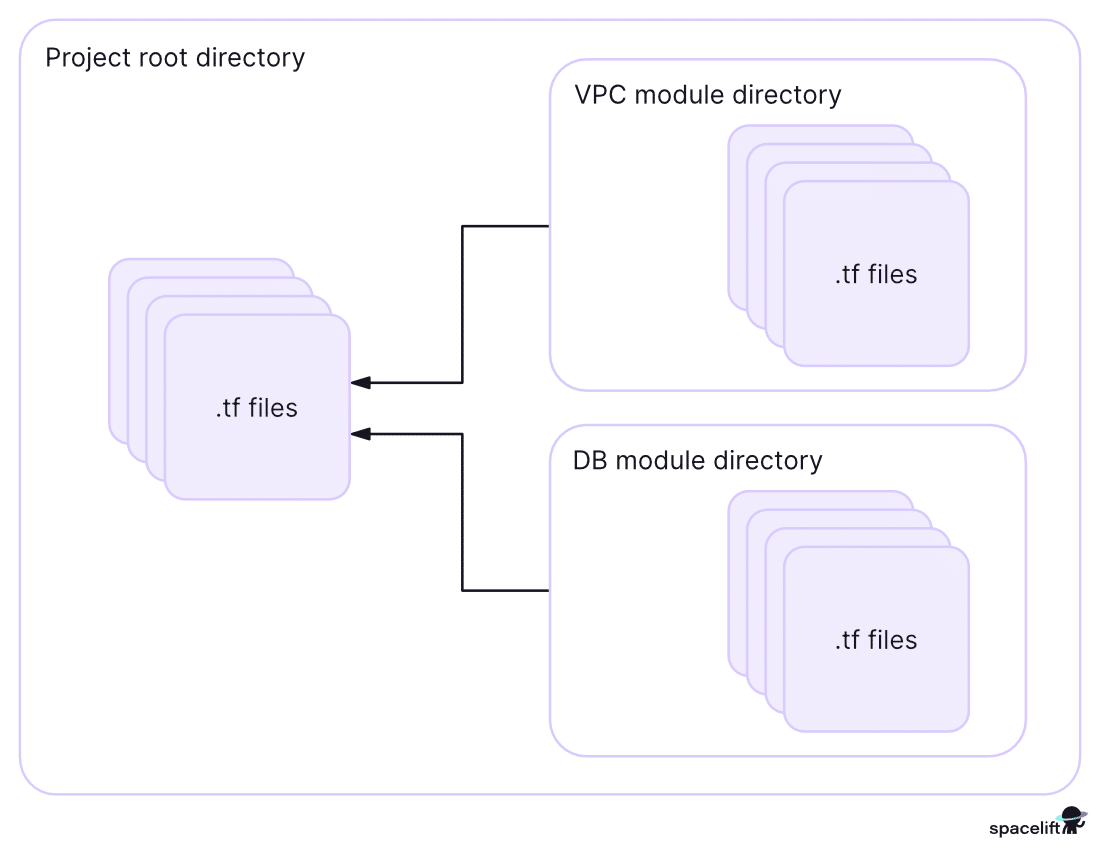 Project root directory
VPC module directory
.tf files
.tf files
DB module directory
.tf files
spacelift